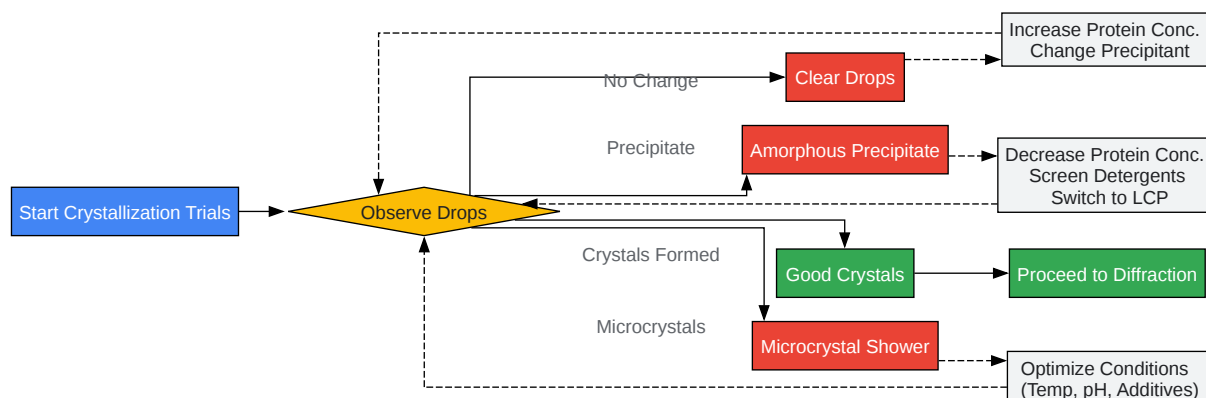 Increase Protein Conc.
Change Precipitant
No Change
Clear Drops
Precipitate
Amorphous Precipitate
Decrease Protein Conc.
Screen Detergents
Switch to LCP
Start Crystallization Trials
Observe Drops
Crystals Formed
Good Crystals
Proceed to Diffraction
Microcrystals
Microcrystal Shower
Optimize Conditions
(Temp, pH, Additives)